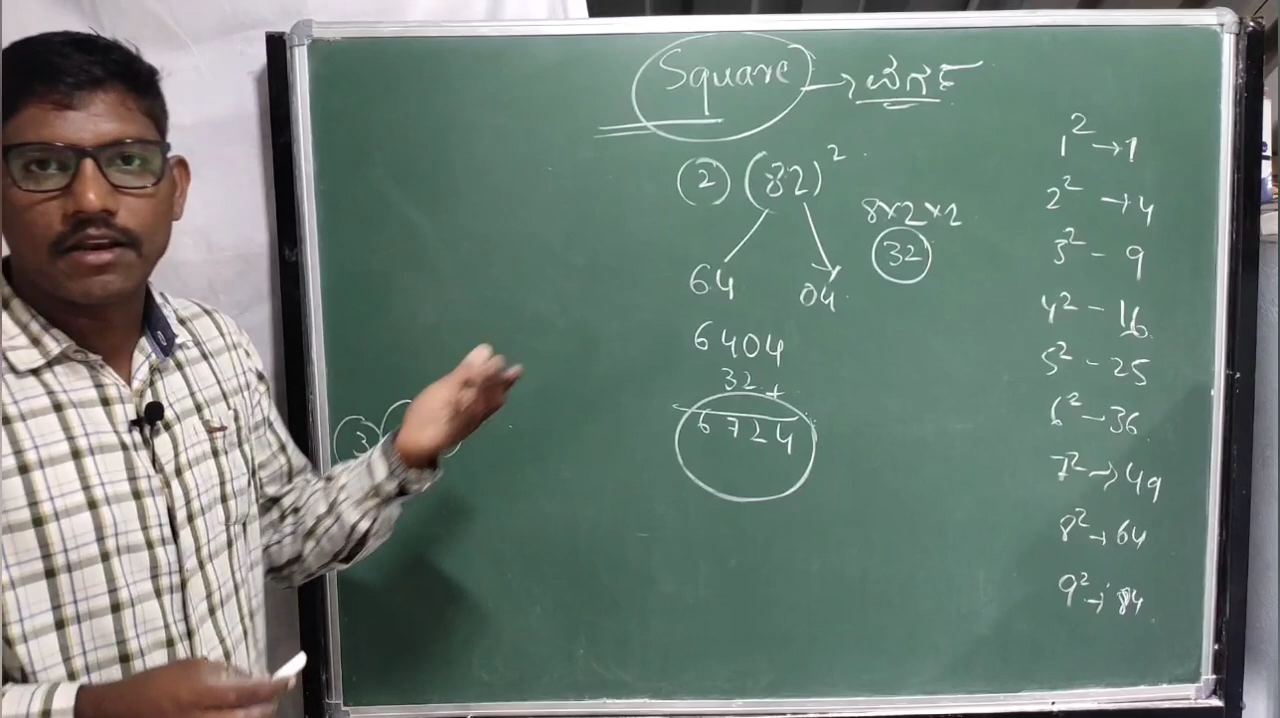 Square → ವರ್ಗ
② (82)²
8×2×2
32
64 04
6404
32 +
6724
3
1² → 1
2² → 4
3² - 9
4² - 16
5² - 25
6² - 36
7² → 49
8² → 64
9² → 84